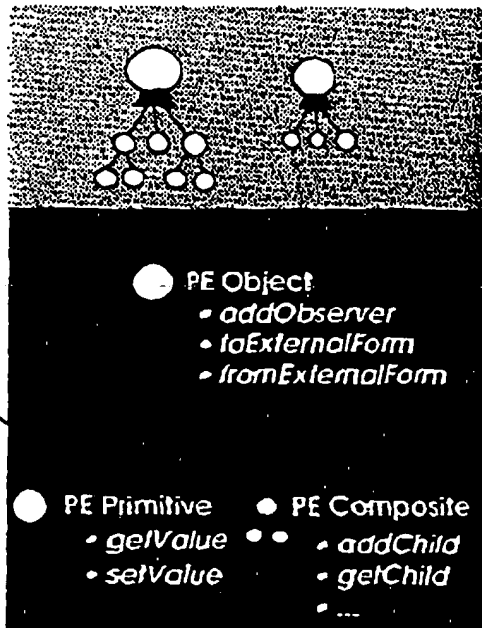 PE Object
• addObserver
• toExternalForm
• fromExternalForm
PE Primitive
• getValue
• setValue
PE Composite
• addChild
• getChild
• ...